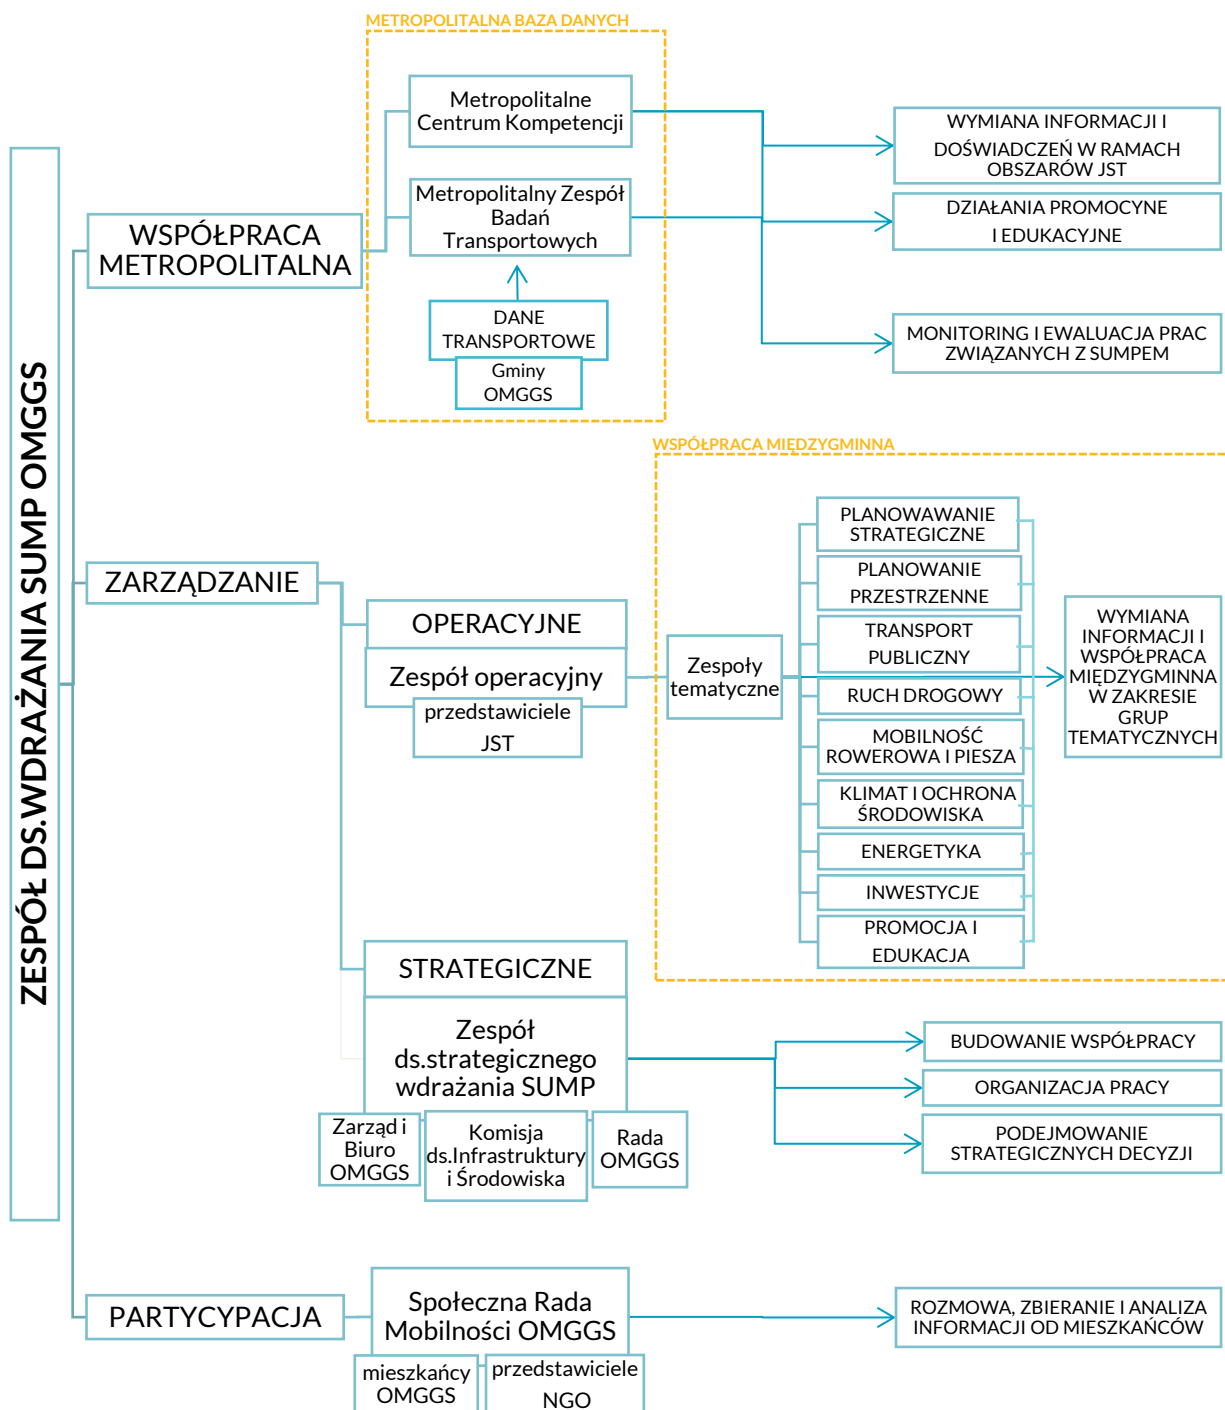 ZESPÓŁ DS.WDRAŻANIA SUMP OMGGS
WSPÓŁPRACA
METROPOLITALNA
METROPOLITALNA BAZA DANYCH
Metropolitalne
Centrum Kompetencji
Metropolitalny Zespół
Badań
Transportowych
DANE
TRANSPORTOWE
Gminy
OMGGS
WYMIANA INFORMACJI I
DOŚWIADCZEŃ W RAMACH
OBSZARÓW JST
DZIAŁANIA PROMOCYNE
I EDUKACYJNE
MONITORING I EWALUACJA PRAC
ZWIĄZANYCH Z SUMPEM
ZARZĄDZANIE
OPERACYJNE
Zespół operacyjny
przedstawiciele
JST
WSPÓŁPRACA MIĘDZYGMINNA
Zespoły
tematyczne
PLANOWAWANIE
STRATEGICZNE
PLANOWANIE
PRZESTRZENNE
TRANSPORT
PUBLICZNY
RUCH DROGOWY
MOBILNOŚĆ
ROWEROWA I PIESZA
KLIMAT I OCHRONA
ŚRODOWISKA
ENERGETYKA
INWESTYCJE
PROMOCJA I
EDUKACJA
WYMIANA
INFORMACJI I
WSPÓŁPRACA
MIĘDZYGMINNA
W ZAKRESIE
GRUP
TEMATYCZNYCH
STRATEGICZNE
Zespół
ds.strategicznego
wdrażania SUMP
Zarząd i
Biuro
OMGGS
Komisja
ds.Infrastruktury
i Środowiska
Rada
OMGGS
BUDOWANIE WSPÓŁPRACY
ORGANIZACJA PRACY
PODEJMOWANIE
STRATEGICZNYCH DECYZJI
PARTYCYPACJA
Społeczna Rada
Mobilności OMGGS
mieszkańcy
OMGGS
przedstawiciele
NGO
ROZMOWA, ZBIERANIE I ANALIZA
INFORMACJI OD MIESZKAŃCÓW